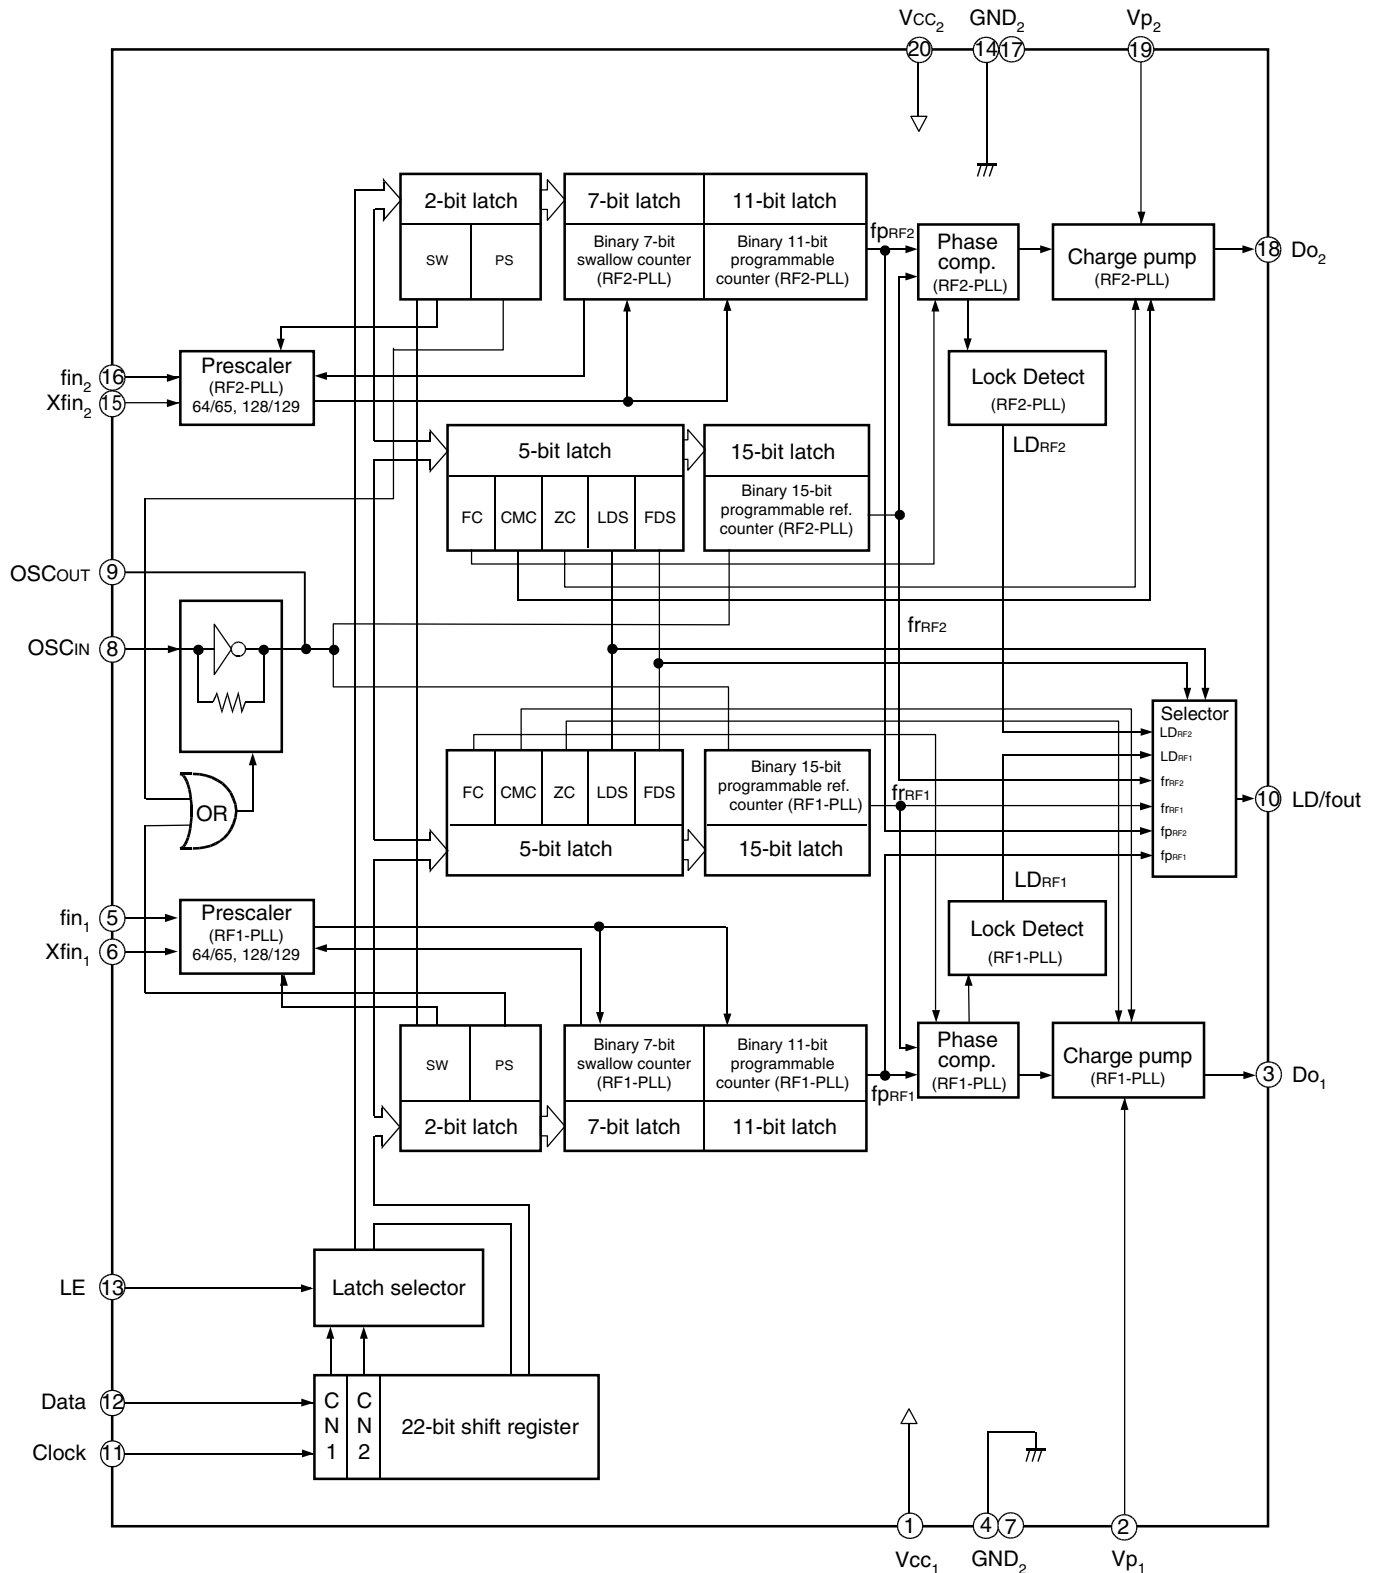 VCC2 GND2 Vp2
20 14 17 19
2-bit latch 7-bit latch 11-bit latch
SW PS
Binary 7-bit
swallow counter
(RF2-PLL)
Binary 11-bit
programmable
counter (RF2-PLL)
fpRF2
Phase
comp.
(RF2-PLL)
Charge pump
(RF2-PLL)
18 Do2
fin2 16
Xfin2 15
Prescaler
(RF2-PLL)
64/65, 128/129
Lock Detect
(RF2-PLL)
LDRF2
5-bit latch 15-bit latch
FC CMC ZC LDS FDS
Binary 15-bit
programmable ref.
counter (RF2-PLL)
OSCOUT 9
OSCIN 8
frRF2
Selector
LDRF2
LDRF1
frRF2
frRF1
fpRF2
fpRF1
10 LD/fout
OR
FC CMC ZC LDS FDS
Binary 15-bit
programmable ref.
counter (RF1-PLL)
frRF1
5-bit latch 15-bit latch
LDRF1
fin1 5
Xfin1 6
Prescaler
(RF1-PLL)
64/65, 128/129
Lock Detect
(RF1-PLL)
SW PS
Binary 7-bit
swallow counter
(RF1-PLL)
Binary 11-bit
programmable
counter (RF1-PLL)
fpRF1
Phase
comp.
(RF1-PLL)
Charge pump
(RF1-PLL)
3 Do1
2-bit latch 7-bit latch 11-bit latch
LE 13
Latch selector
Data 12
Clock 11
CN1
CN2
22-bit shift register
1 4 7 2
Vcc1 GND2 Vp1